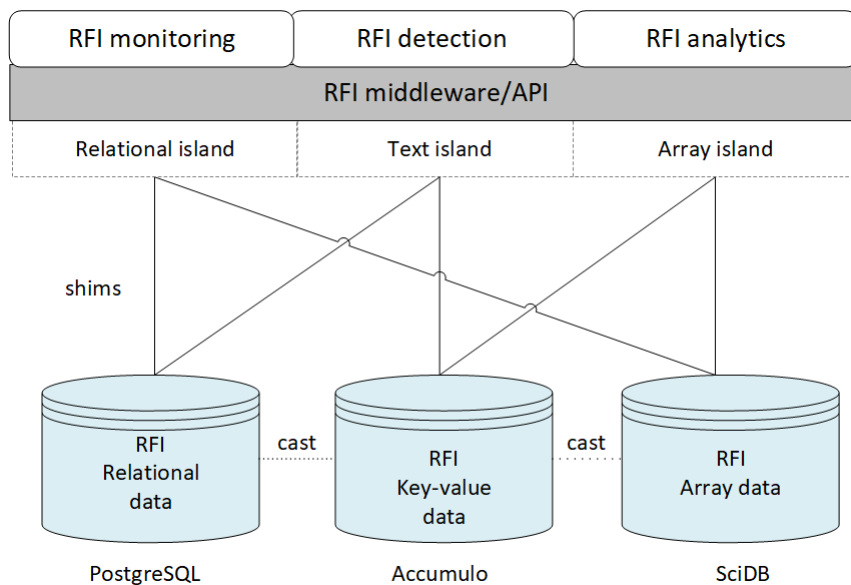 RFI monitoring
RFI detection
RFI analytics
RFI middleware/API
Relational island
Text island
Array island
shims
RFI
Relational
data
cast
RFI
Key-value
data
cast
RFI
Array data
PostgreSQL
Accumulo
SciDB